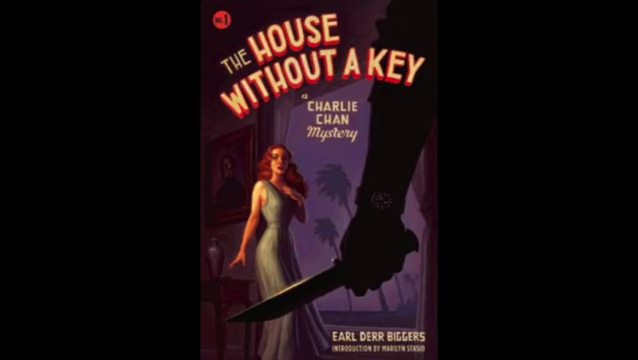 No. 1
THE HOUSE
WITHOUT A KEY
a
CHARLIE
CHAN
Mystery
EARL DERR BIGGERS
INTRODUCTION BY MARILYN STASIO